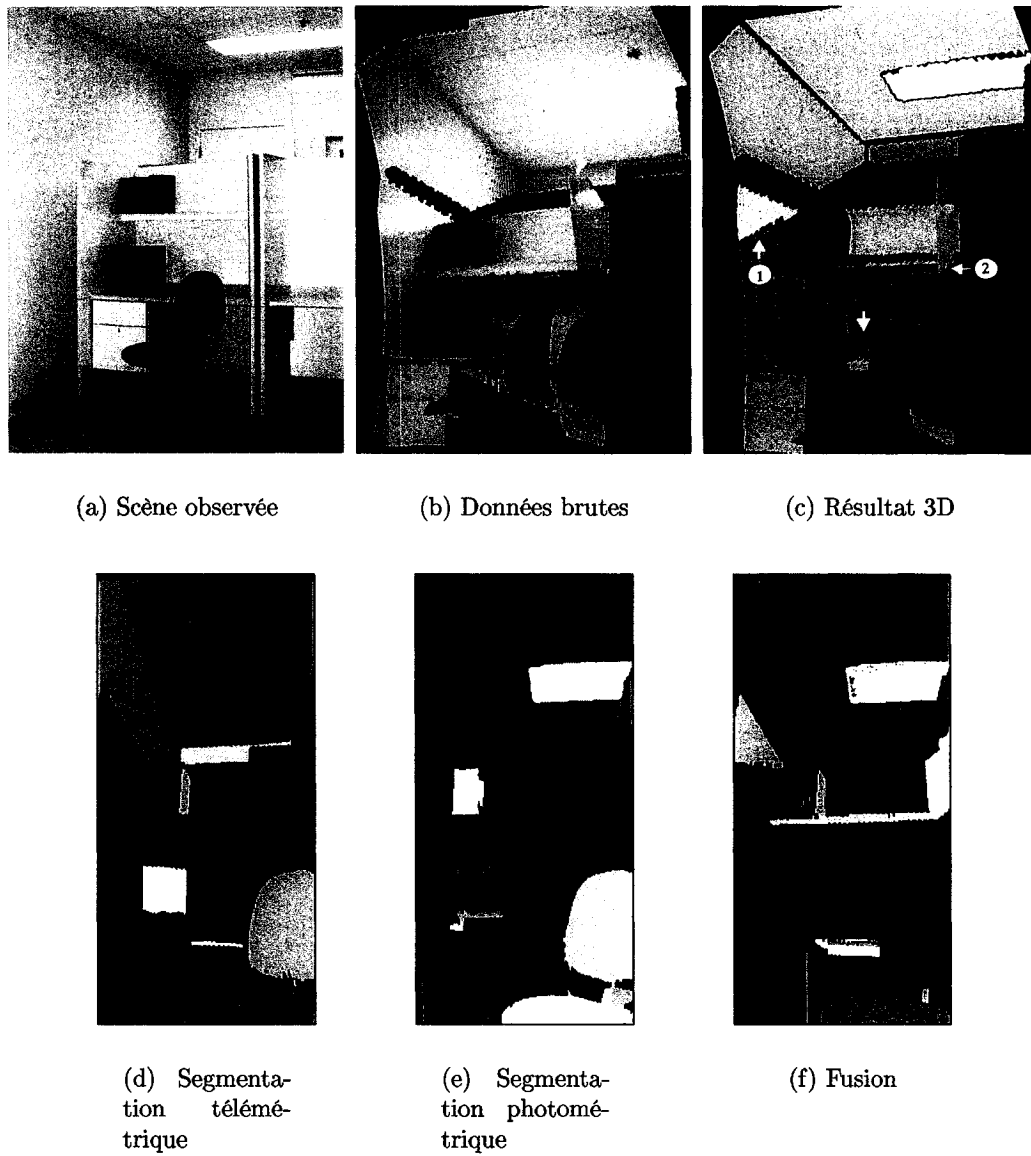 1
2
(a) Scène observée
(b) Données brutes
(c) Résultat 3D
(d) Segmenta-
tion télémé-
trique
(e) Segmenta-
tion photomé-
trique
(f) Fusion